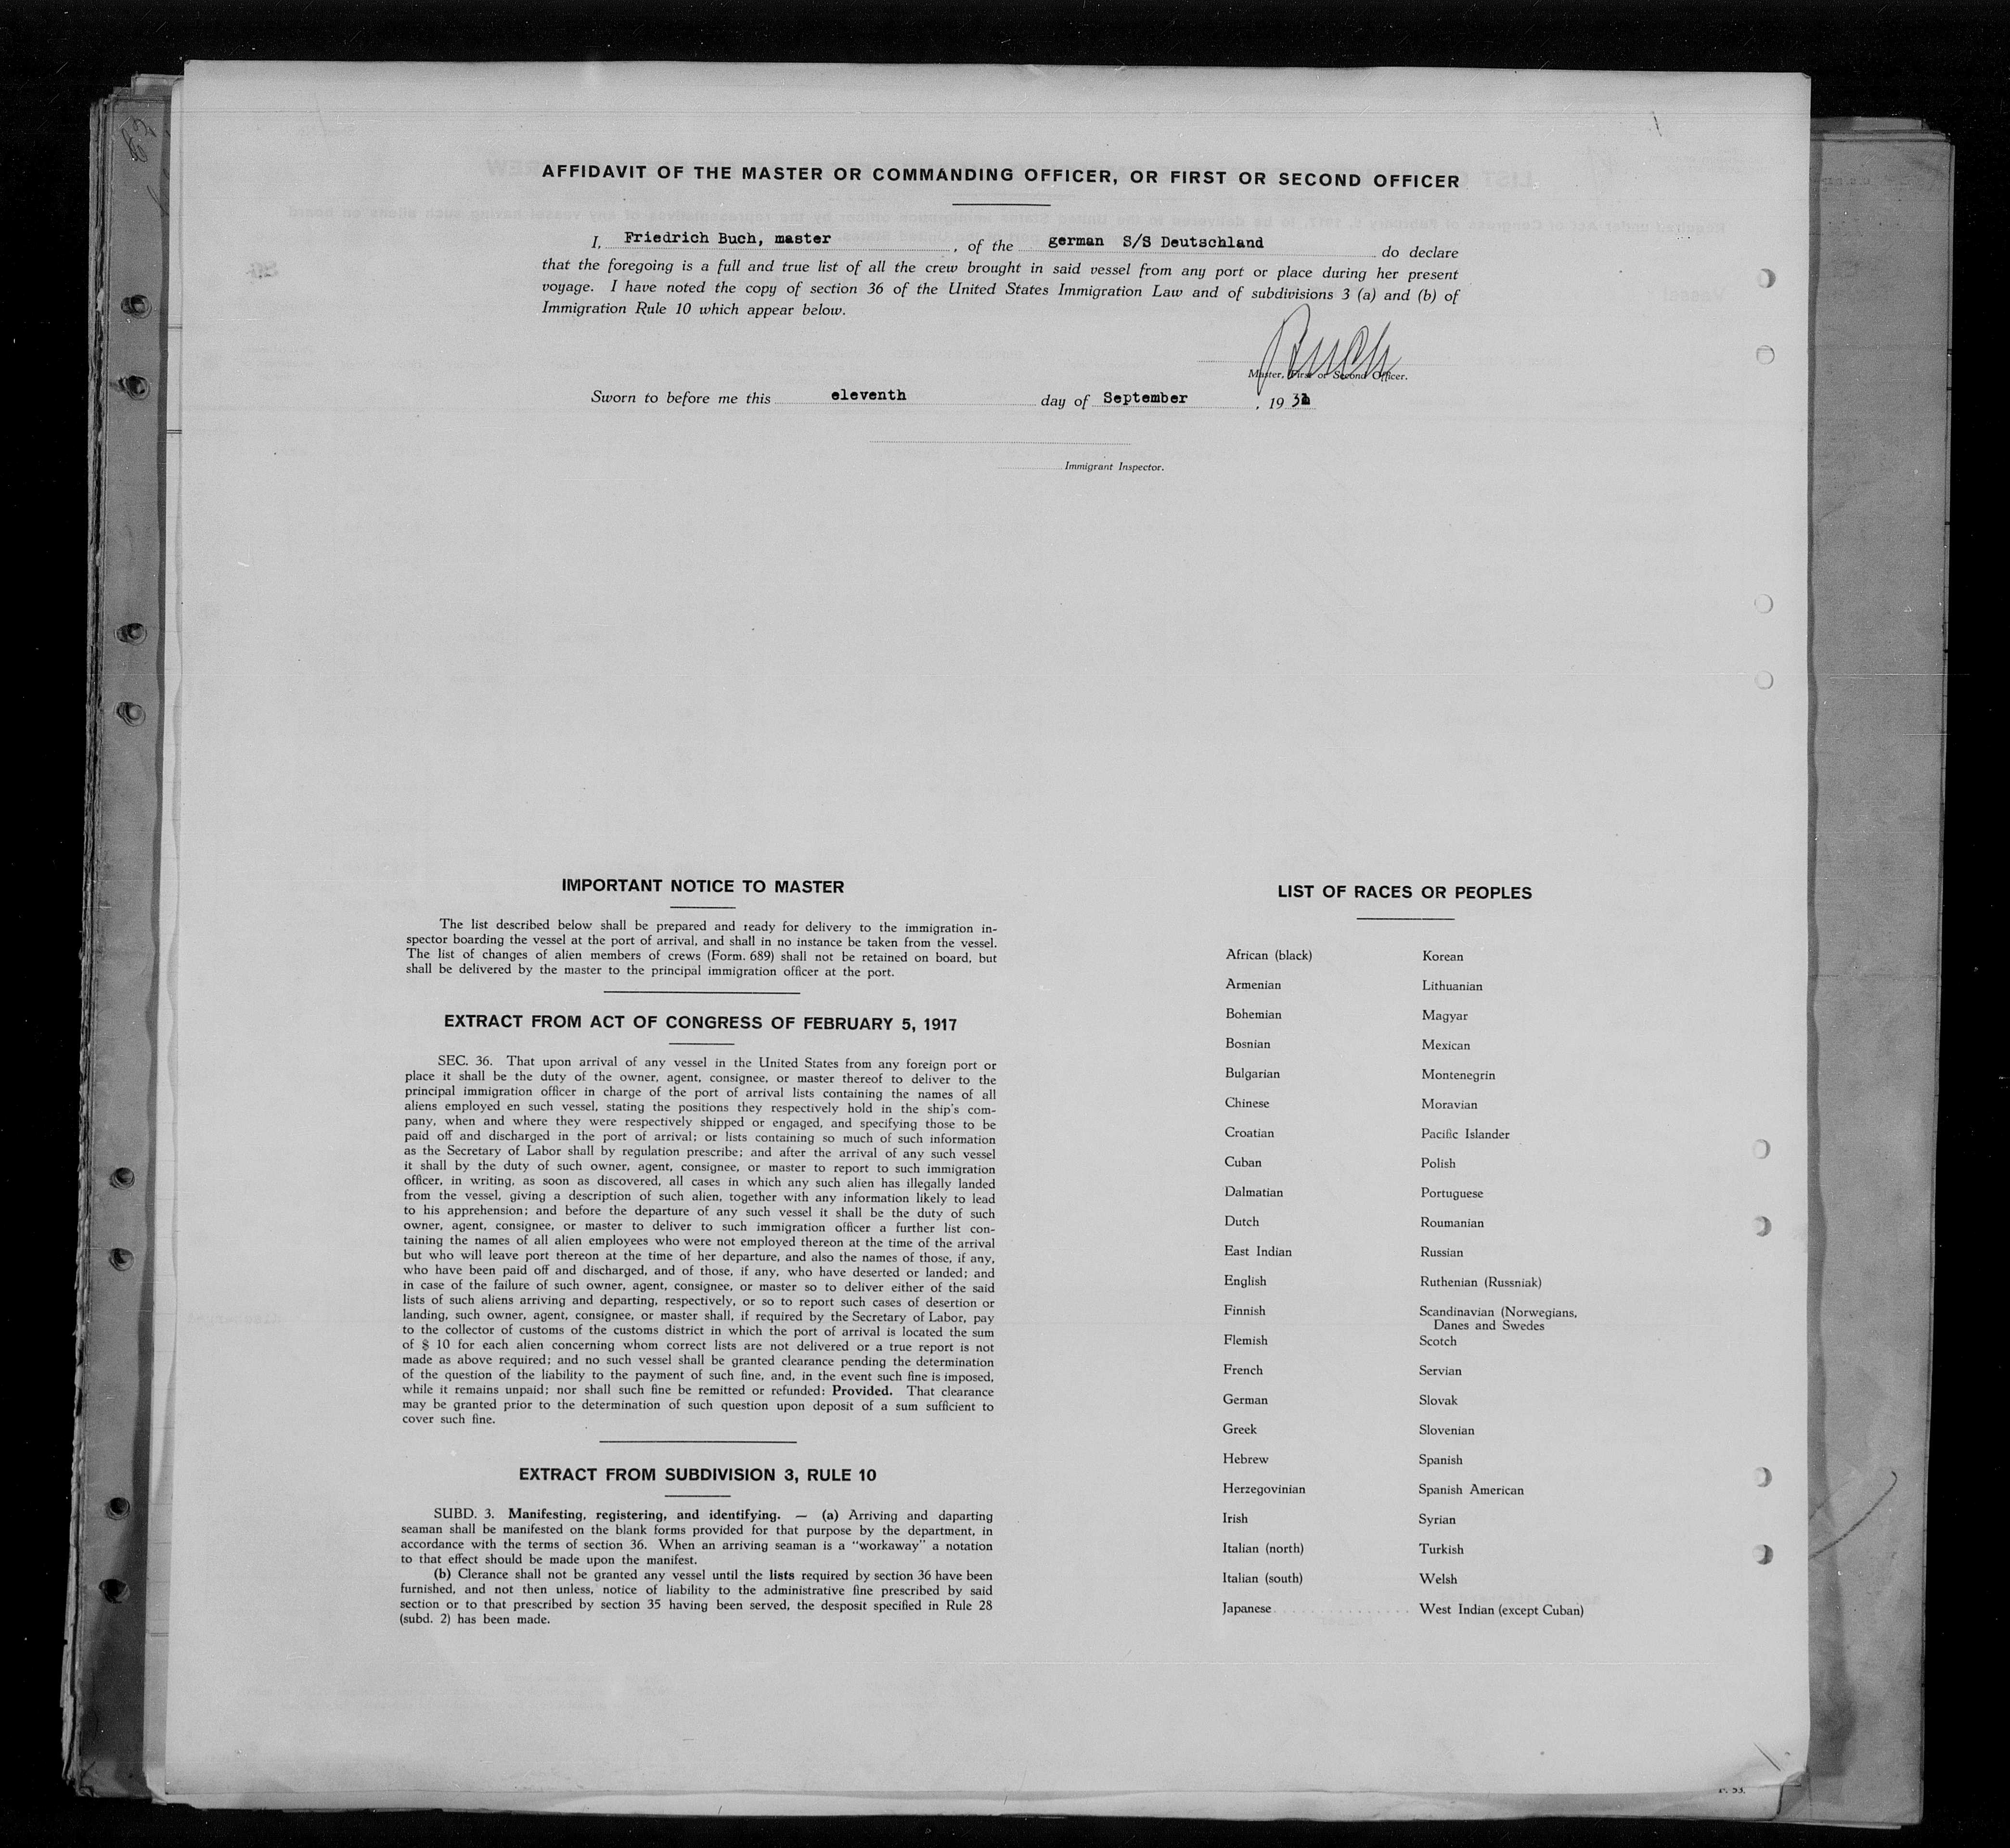 AFFIDAVIT OF THE MASTER OR COMMANDING OFFICER, OR FIRST OR SECOND OFFICER
I, Friedrich Buch, master, of the german S/S Deutschland do declare
that the foregoing is a full and true list of all the crew brought in said vessel from any port or place during her present
voyage. I have noted the copy of section 36 of the United States Immigration Law and of subdivisions 3 (a) and (b) of
Immigration Rule 10 which appear below.
Buch
Master, First or Second Officer.
Sworn to before me this eleventh day of September, 19
Immigrant Inspector.
IMPORTANT NOTICE TO MASTER
The list described below shall be prepared and ready for delivery to the immigration in-
spector boarding the vessel at the port of arrival, and shall in no instance be taken from the vessel.
The list of changes of alien members of crews (Form. 689) shall not be retained on board, but
shall be delivered by the master to the principal immigration officer at the port.
EXTRACT FROM ACT OF CONGRESS OF FEBRUARY 5, 1917
SEC. 36. That upon arrival of any vessel in the United States from any foreign port or
place it shall be the duty of the owner, agent, consignee, or master thereof to deliver to the
principal immigration officer in charge of the port of arrival lists containing the names of all
aliens employed en such vessel, stating the positions they respectively hold in the ship's com-
pany, when and where they were respectively shipped or engaged, and specifying those to be
paid off and discharged in the port of arrival; or lists containing so much of such information
as the Secretary of Labor shall by regulation prescribe; and after the arrival of any such vessel
it shall by the duty of such owner, agent, consignee, or master to report to such immigration
officer, in writing, as soon as discovered, all cases in which any such alien has illegally landed
from the vessel, giving a description of such alien, together with any information likely to lead
to his apprehension; and before the departure of any such vessel it shall be the duty of such
owner, agent, consignee, or master to deliver to such immigration officer a further list con-
taining the names of all alien employees who were not employed thereon at the time of the arrival
but who will leave port thereon at the time of her departure, and also the names of those, if any,
who have been paid off and discharged, and of those, if any, who have deserted or landed; and
in case of the failure of such owner, agent, consignee, or master so to deliver either of the said
lists of such aliens arriving and departing, respectively, or so to report such cases of desertion or
landing, such owner, agent, consignee, or master shall, if required by the Secretary of Labor, pay
to the collector of customs of the customs district in which the port of arrival is located the sum
of $ 10 for each alien concerning whom correct lists are not delivered or a true report is not
made as above required; and no such vessel shall be granted clearance pending the determination
of the question of the liability to the payment of such fine, and, in the event such fine is imposed,
while it remains unpaid; nor shall such fine be remitted or refunded: Provided. That clearance
may be granted prior to the determination of such question upon deposit of a sum sufficient to
cover such fine.
EXTRACT FROM SUBDIVISION 3, RULE 10
SUBD. 3. Manifesting, registering, and identifying. — (a) Arriving and daparting
seaman shall be manifested on the blank forms provided for that purpose by the department, in
accordance with the terms of section 36. When an arriving seaman is a “workaway” a notation
to that effect should be made upon the manifest.
(b) Clerance shall not be granted any vessel until the lists required by section 36 have been
furnished, and not then unless, notice of liability to the administrative fine prescribed by said
section or to that prescribed by section 35 having been served, the desposit specified in Rule 28
(subd. 2) has been made.
LIST OF RACES OR PEOPLES
African (black) Korean
Armenian Lithuanian
Bohemian Magyar
Bosnian Mexican
Bulgarian Montenegrin
Chinese Moravian
Croatian Pacific Islander
Cuban Polish
Dalmatian Portuguese
Dutch Roumanian
East Indian Russian
English Ruthenian (Russniak)
Finnish Scandinavian (Norwegians,
Danes and Swedes
Flemish Scotch
French Servian
German Slovak
Greek Slovenian
Hebrew Spanish
Herzegovinian Spanish American
Irish Syrian
Italian (north) Turkish
Italian (south) Welsh
Japanese West Indian (except Cuban)